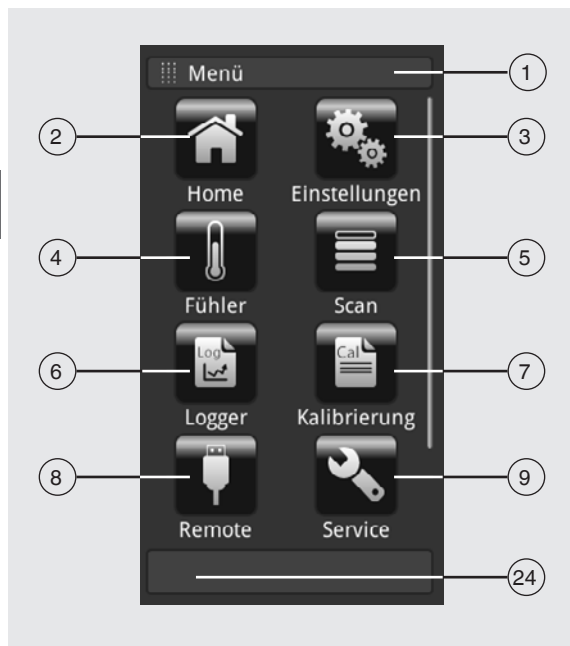 Menü
1
2
3
Home
Einstellungen
4
5
Fühler
Scan
Log
Cal
6
7
Logger
Kalibrierung
8
9
Remote
Service
24